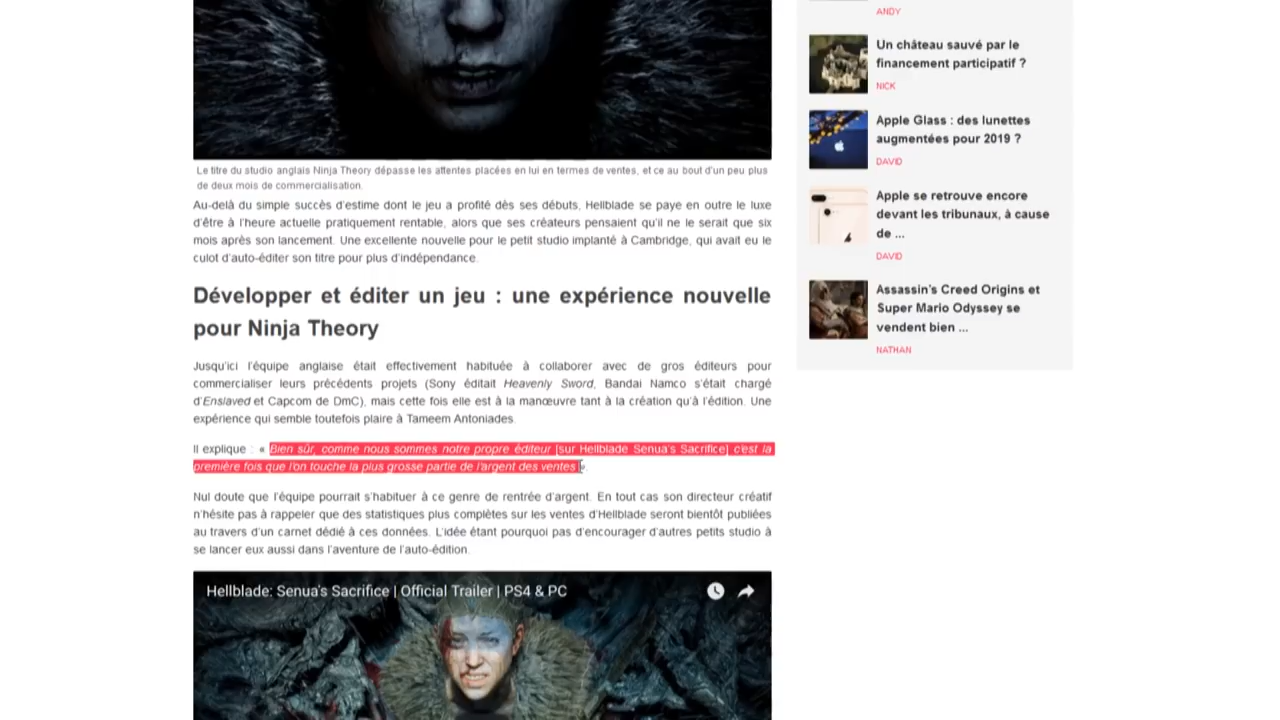 Le titre du studio anglais Ninja Theory dépasse les attentes placées en lui en termes de ventes, et ce au bout d'un peu plus
de deux mois de commercialisation.
Au-delà du simple succès d'estime dont le jeu a profité dès ses débuts, Hellblade se paye en outre le luxe
d'être à l'heure actuelle pratiquement rentable, alors que ses créateurs pensaient qu'il ne le serait que six
mois après son lancement. Une excellente nouvelle pour le petit studio implanté à Cambridge, qui avait eu le
culot d'auto-éditer son titre pour plus d'indépendance.
Développer et éditer un jeu : une expérience nouvelle
pour Ninja Theory
Jusqu'ici l'équipe anglaise était effectivement habituée à collaborer avec de gros éditeurs pour
commercialiser leurs précédents projets (Sony éditait Heavenly Sword, Bandai Namco s'était chargé
d'Enslaved et Capcom de DmC), mais cette fois elle est à la manœuvre tant à la création qu'à l'édition. Une
expérience qui semble toutefois plaire à Tameem Antoniades.
Il explique : « Bien sûr, comme nous sommes notre propre éditeur [sur Hellblade Senua's Sacrifice] c'est la
première fois que l'on touche la plus grosse partie de l'argent des ventes »
Nul doute que l'équipe pourrait s'habituer à ce genre de rentrée d'argent. En tout cas son directeur créatif
n'hésite pas à rappeler que des statistiques plus complètes sur les ventes d'Hellblade seront bientôt publiées
au travers d'un carnet dédié à ces données. L'idée étant pourquoi pas d'encourager d'autres petits studio à
se lancer eux aussi dans l'aventure de l'auto-édition.
Hellblade: Senua's Sacrifice | Official Trailer | PS4 & PC
ANDY
Un château sauvé par le
financement participatif ?
NICK
Apple Glass : des lunettes
augmentées pour 2019 ?
DAVID
Apple se retrouve encore
devant les tribunaux, à cause
de ...
DAVID
Assassin's Creed Origins et
Super Mario Odyssey se
vendent bien ...
NATHAN